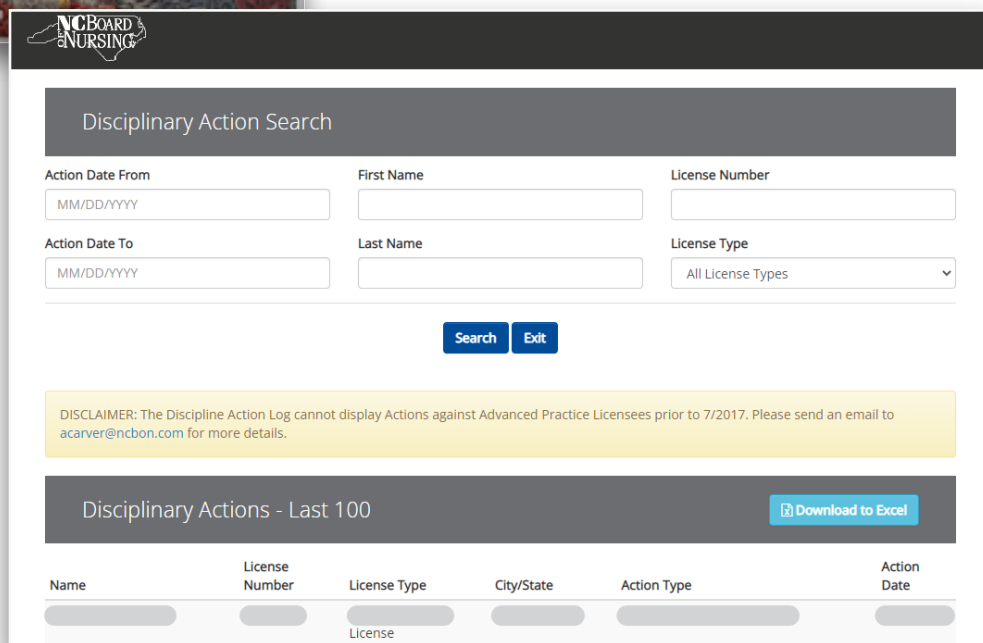 NCBOARD
OF NURSING
Disciplinary Action Search
Action Date From
First Name
License Number
MM/DD/YYYY
Action Date To
Last Name
License Type
MM/DD/YYYY
All License Types
Search
Exit
DISCLAIMER: The Discipline Action Log cannot display Actions against Advanced Practice Licensees prior to 7/2017. Please send an email to
acarver@ncbon.com for more details.
Disciplinary Actions - Last 100
Download to Excel
Name
License
Number
License Type
City/State
Action Type
Action
Date
License